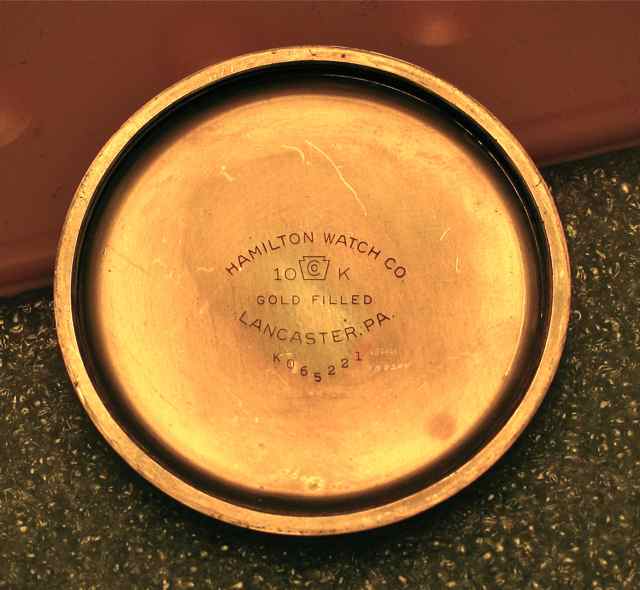 HAMILTON WATCH CO.
10 K
GOLD FILLED
LANCASTER, PA.
K065221